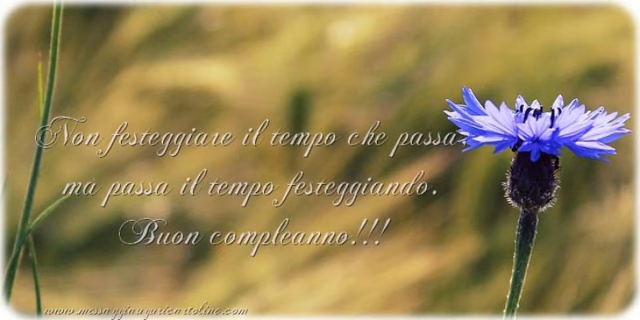 Non festeggiare il tempo che passa,
ma passa il tempo festeggiando.
Buon compleanno!!!
www.messaggiauguricartoline.com